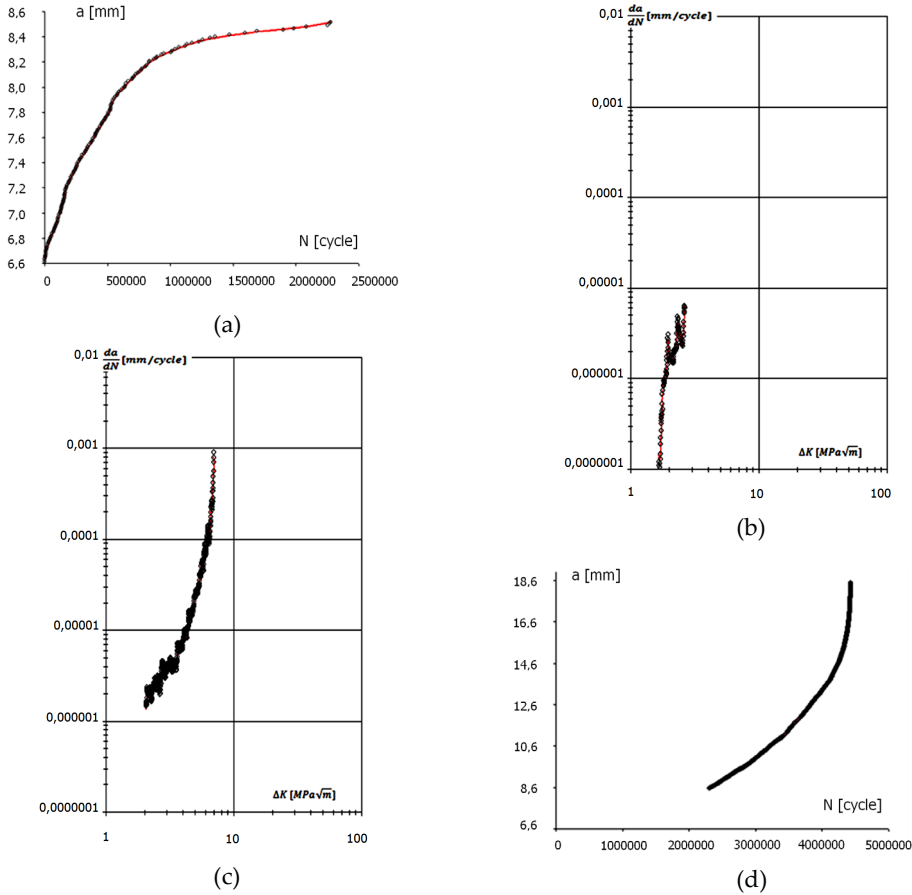 a [mm]
8,6
8,4
8,2
8,0
7,8
7,6
7,4
7,2
7,0
6,8
6,6
N [cycle]
0 500000 1000000 1500000 2000000 2500000
(a)
da/dN [mm/cycle]
0,01
0,001
0,0001
0,00001
0,000001
0,0000001
ΔK [MPa√m]
1 10 100
(b)
da/dN [mm/cycle]
0,01
0,001
0,0001
0,00001
0,000001
0,0000001
ΔK [MPa√m]
1 10 100
(c)
a [mm]
18,6
16,6
14,6
12,6
10,6
8,6
6,6
N [cycle]
0 1000000 2000000 3000000 4000000 5000000
(d)